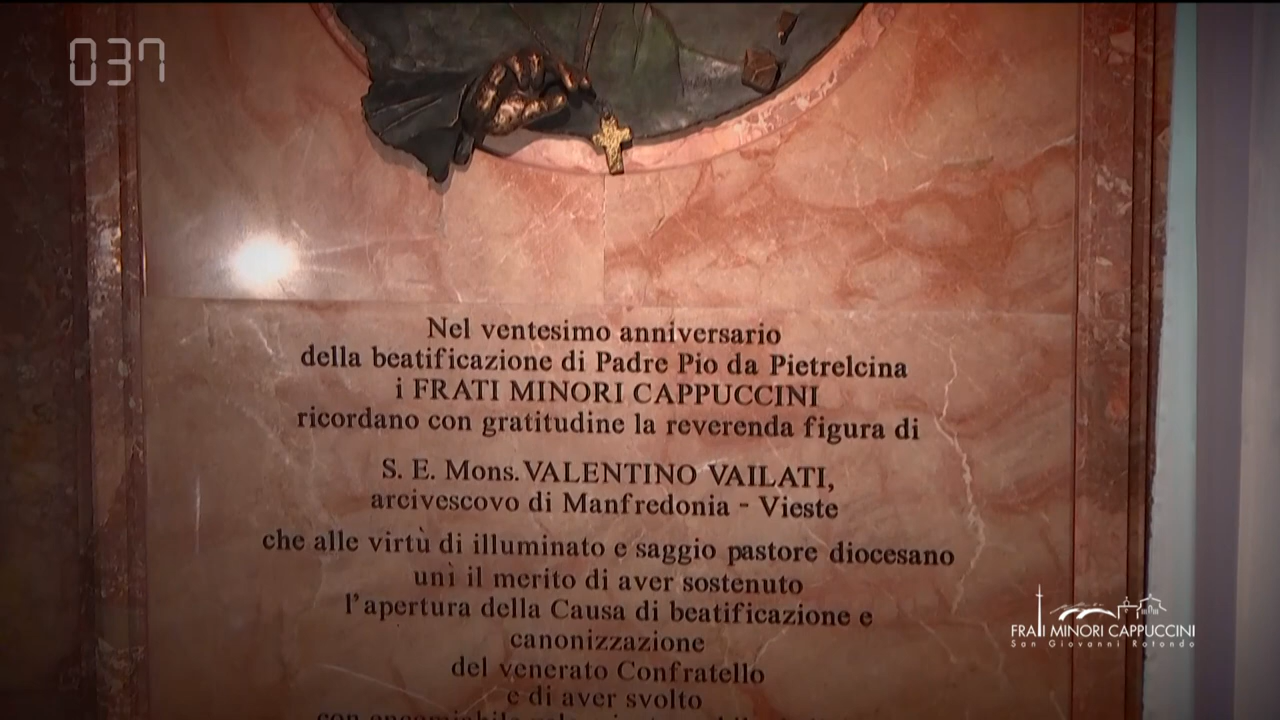 037
Nel ventesimo anniversario
della beatificazione di Padre Pio da Pietrelcina
i FRATI MINORI CAPPUCCINI
ricordano con gratitudine la reverenda figura di
S. E. Mons. VALENTINO VAILATI,
arcivescovo di Manfredonia - Vieste
che alle virtù di illuminato e saggio pastore diocesano
unì il merito di aver sostenuto
l'apertura della Causa di beatificazione e
canonizzazione
del venerato Confratello
e di aver svolto
FRATI MINORI CAPPUCCINI
San Giovanni Rotondo